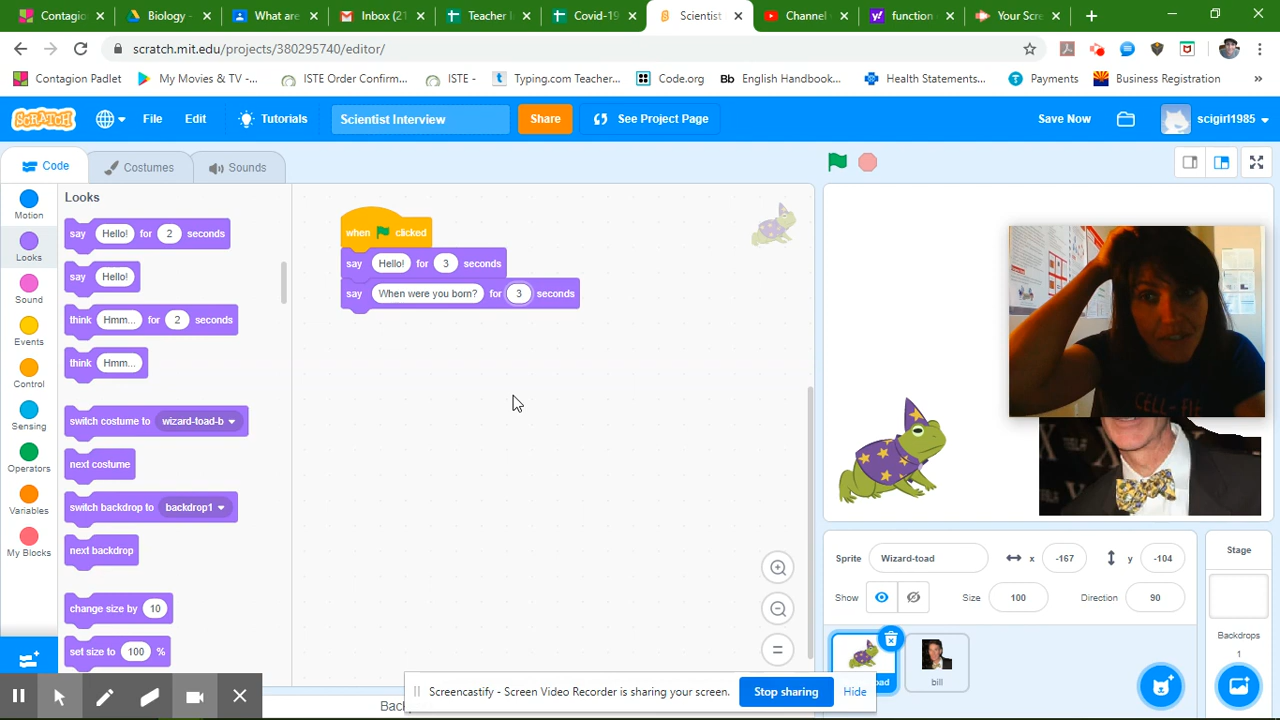 Contagion
Biology -
What are
Inbox (21
Teacher I
Covid-19
Scientist
Channel
function
Your Scre
scratch.mit.edu/projects/380295740/editor/
Contagion Padlet
My Movies & TV -...
ISTE Order Confirm...
ISTE -
Typing.com Teacher...
Code.org
Bb English Handbook...
Health Statements...
Payments
Business Registration
»
SCRATCH
File
Edit
Tutorials
Scientist Interview
Share
See Project Page
Save Now
scigirl1985
Code
Costumes
Sounds
Motion
Looks
Sound
Events
Control
Sensing
Operators
Variables
My Blocks
Looks
say Hello! for 2 seconds
say Hello!
think Hmm... for 2 seconds
think Hmm...
switch costume to wizard-toad-b
next costume
switch backdrop to backdrop1
next backdrop
change size by 10
set size to 100 %
when clicked
say Hello! for 3 seconds
say When were you born? for 3 seconds
Sprite Wizard-toad x -167 y -104
Show Size 100 Direction 90
bill
Stage
Backdrops
1
Screencastify - Screen Video Recorder is sharing your screen.
Stop sharing
Hide